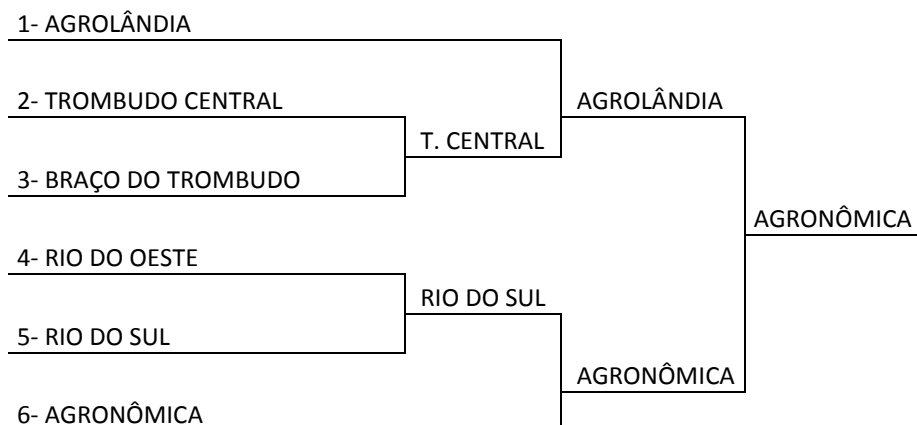 1- AGROLÂNDIA
2- TROMBUDO CENTRAL
AGROLÂNDIA
T. CENTRAL
3- BRAÇO DO TROMBUDO
AGRONÔMICA
4- RIO DO OESTE
RIO DO SUL
5- RIO DO SUL
AGRONÔMICA
6- AGRONÔMICA